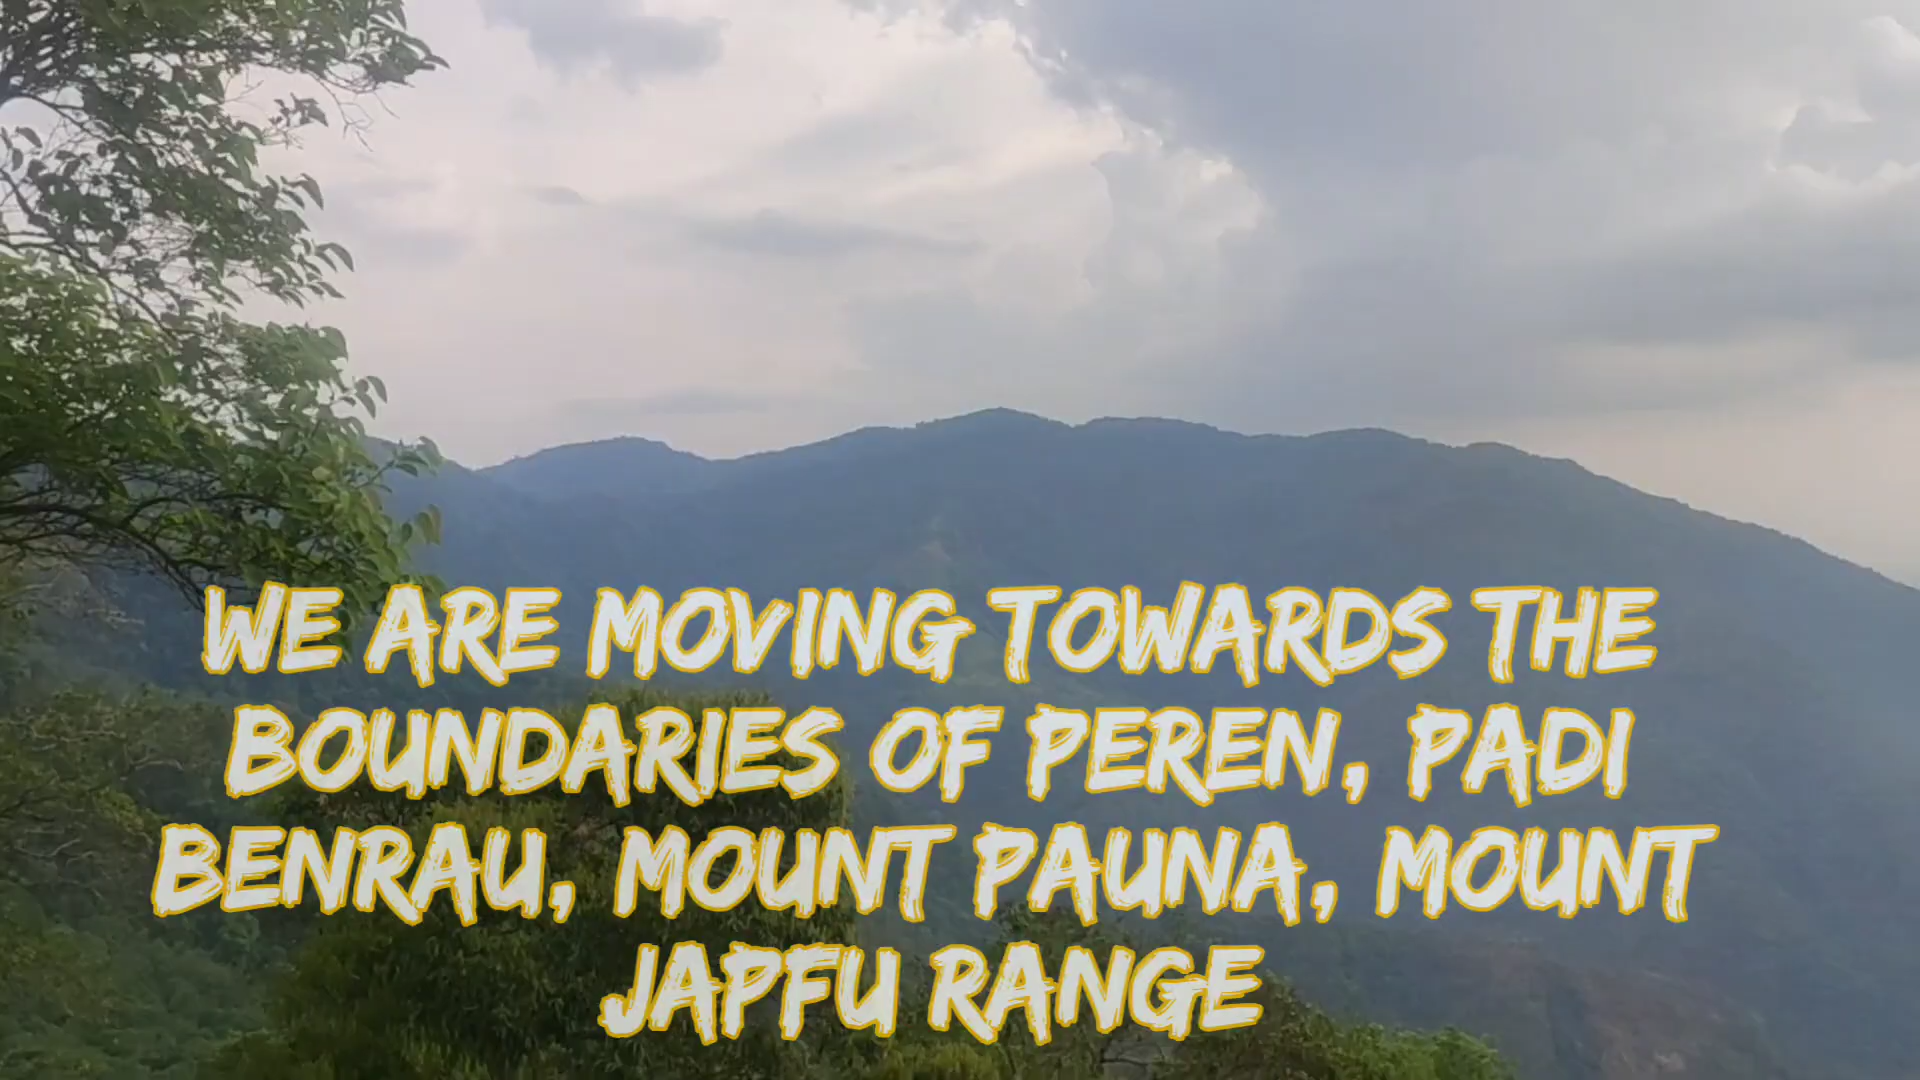 WE ARE MOVING TOWARDS THE
BOUNDARIES OF PEREN, PADI
BENRAU, MOUNT PAUNA, MOUNT
JAPFU RANGE